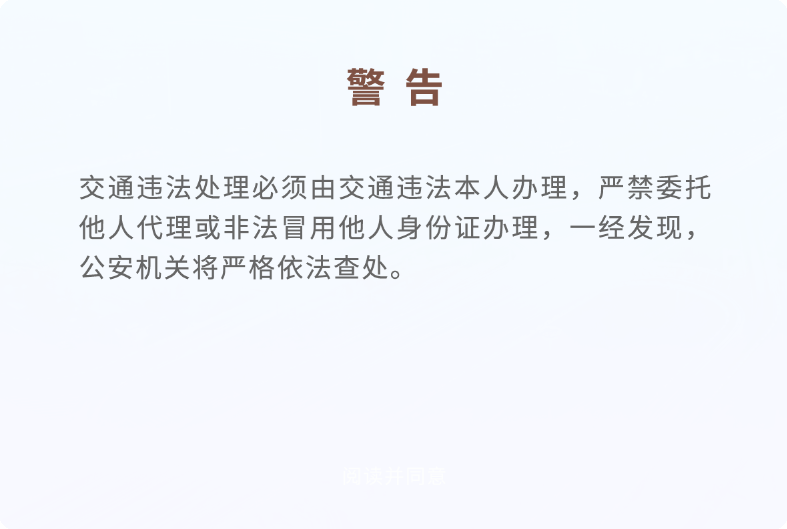 警告
交通违法处理必须由交通违法本人办理，严禁委托
他人代理或非法冒用他人身份证办理，一经发现，
公安机关将严格依法查处。
阅读并同意